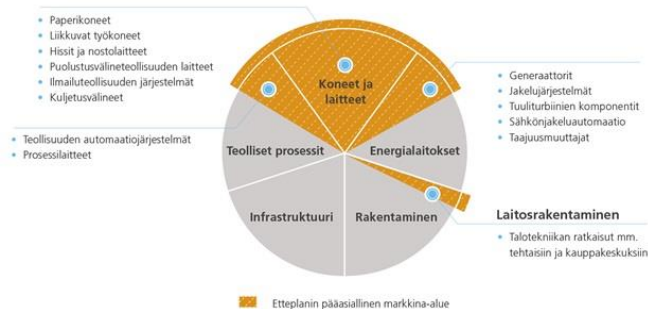 Paperikoneet
Liikkuvat työkoneet
Hissit ja nostolaitteet
Puolustusvälineteollisuuden laitteet
Ilmailuteollisuuden järjestelmät
Kuljetusvälineet
Teollisuuden automaatiojärjestelmät
Prosessilaitteet
Koneet ja
laitteet
Teolliset prosessit
Energialaitokset
Infrastruktuuri
Rakentaminen
Generaattorit
Jakelujärjestelmät
Tuuliturbiinien komponentit
Sähkönjakeluautomaatio
Taajuusmuuttajat
Laitosrakentaminen
Talotekniikan ratkaisut mm.
tehtaisiin ja kauppakeskuksiin
Etteplanin pääasiallinen markkina-alue